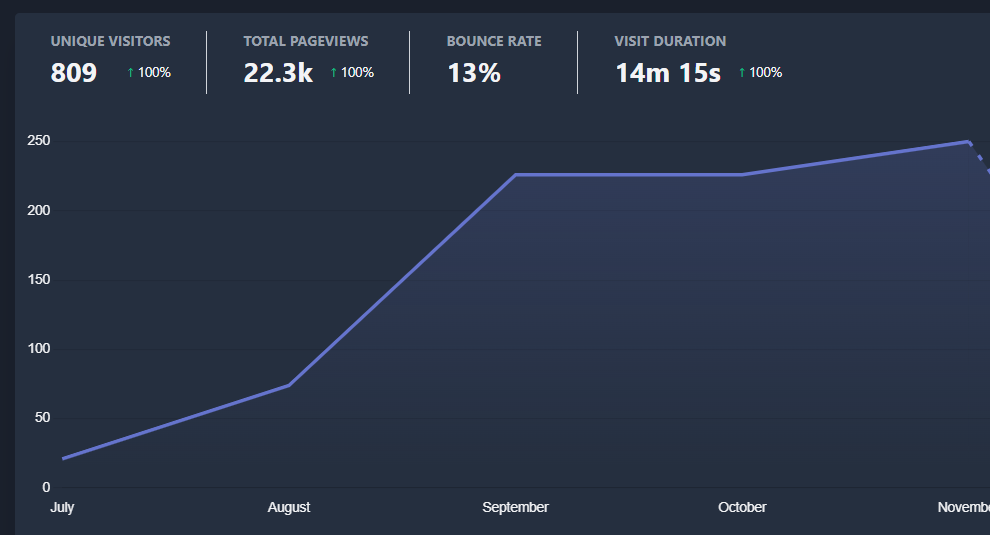 UNIQUE VISITORS TOTAL PAGEVIEWS BOUNCE RATE VISIT DURATION
809 ↑ 100% 22.3k ↑ 100% 13% 14m 15s ↑ 100%
250
200
150
100
50
0
July August September October Novembe